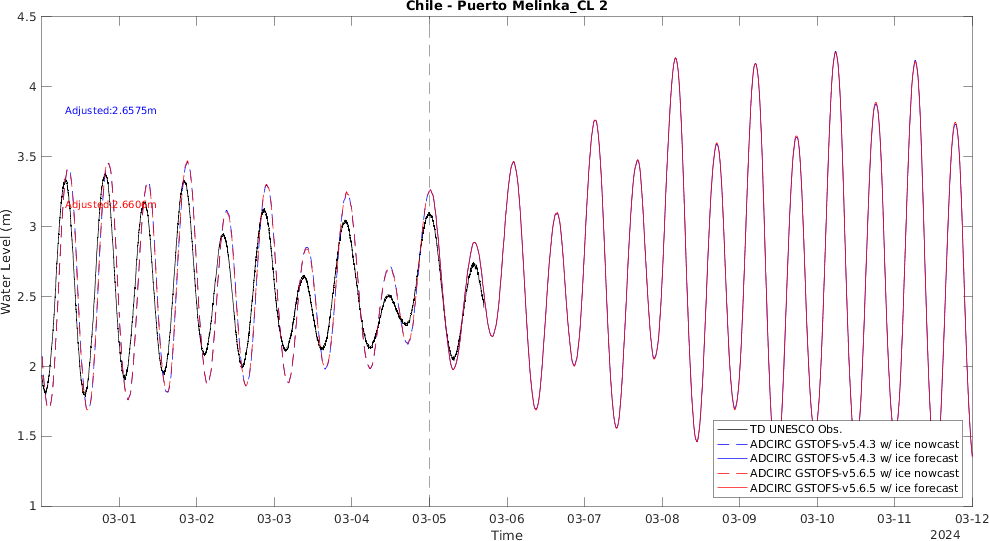 Chile - Puerto Melinka_CL 2
4.5
4
3.5
3
2.5
2
1.5
1
Water Level (m)
Adjusted:2.6575m
Adjusted:2.6605m
TD UNESCO Obs.
ADCIRC GSTOFS-v5.4.3 w/ ice nowcast
ADCIRC GSTOFS-v5.4.3 w/ ice forecast
ADCIRC GSTOFS-v5.6.5 w/ ice nowcast
ADCIRC GSTOFS-v5.6.5 w/ ice forecast
03-01 03-02 03-03 03-04 03-05 03-06 03-07 03-08 03-09 03-10 03-11 03-12
Time
2024